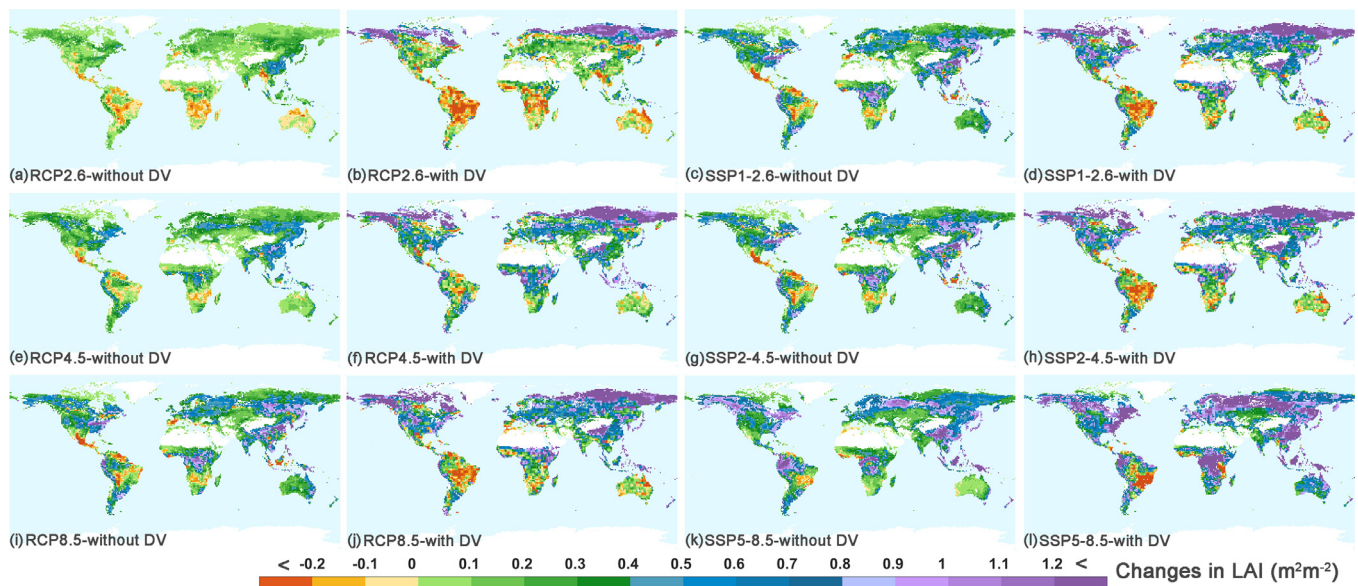 (a)RCP2.6-without DV
(b)RCP2.6-with DV
(c)SSP1-2.6-without DV
(d)SSP1-2.6-with DV
(e)RCP4.5-without DV
(f)RCP4.5-with DV
(g)SSP2-4.5-without DV
(h)SSP2-4.5-with DV
(i)RCP8.5-without DV
(j)RCP8.5-with DV
(k)SSP5-8.5-without DV
(l)SSP5-8.5-with DV
< -0.2 -0.1 0 0.1 0.2 0.3 0.4 0.5 0.6 0.7 0.8 0.9 1 1.1 1.2 <
Changes in LAI (m²m⁻²)